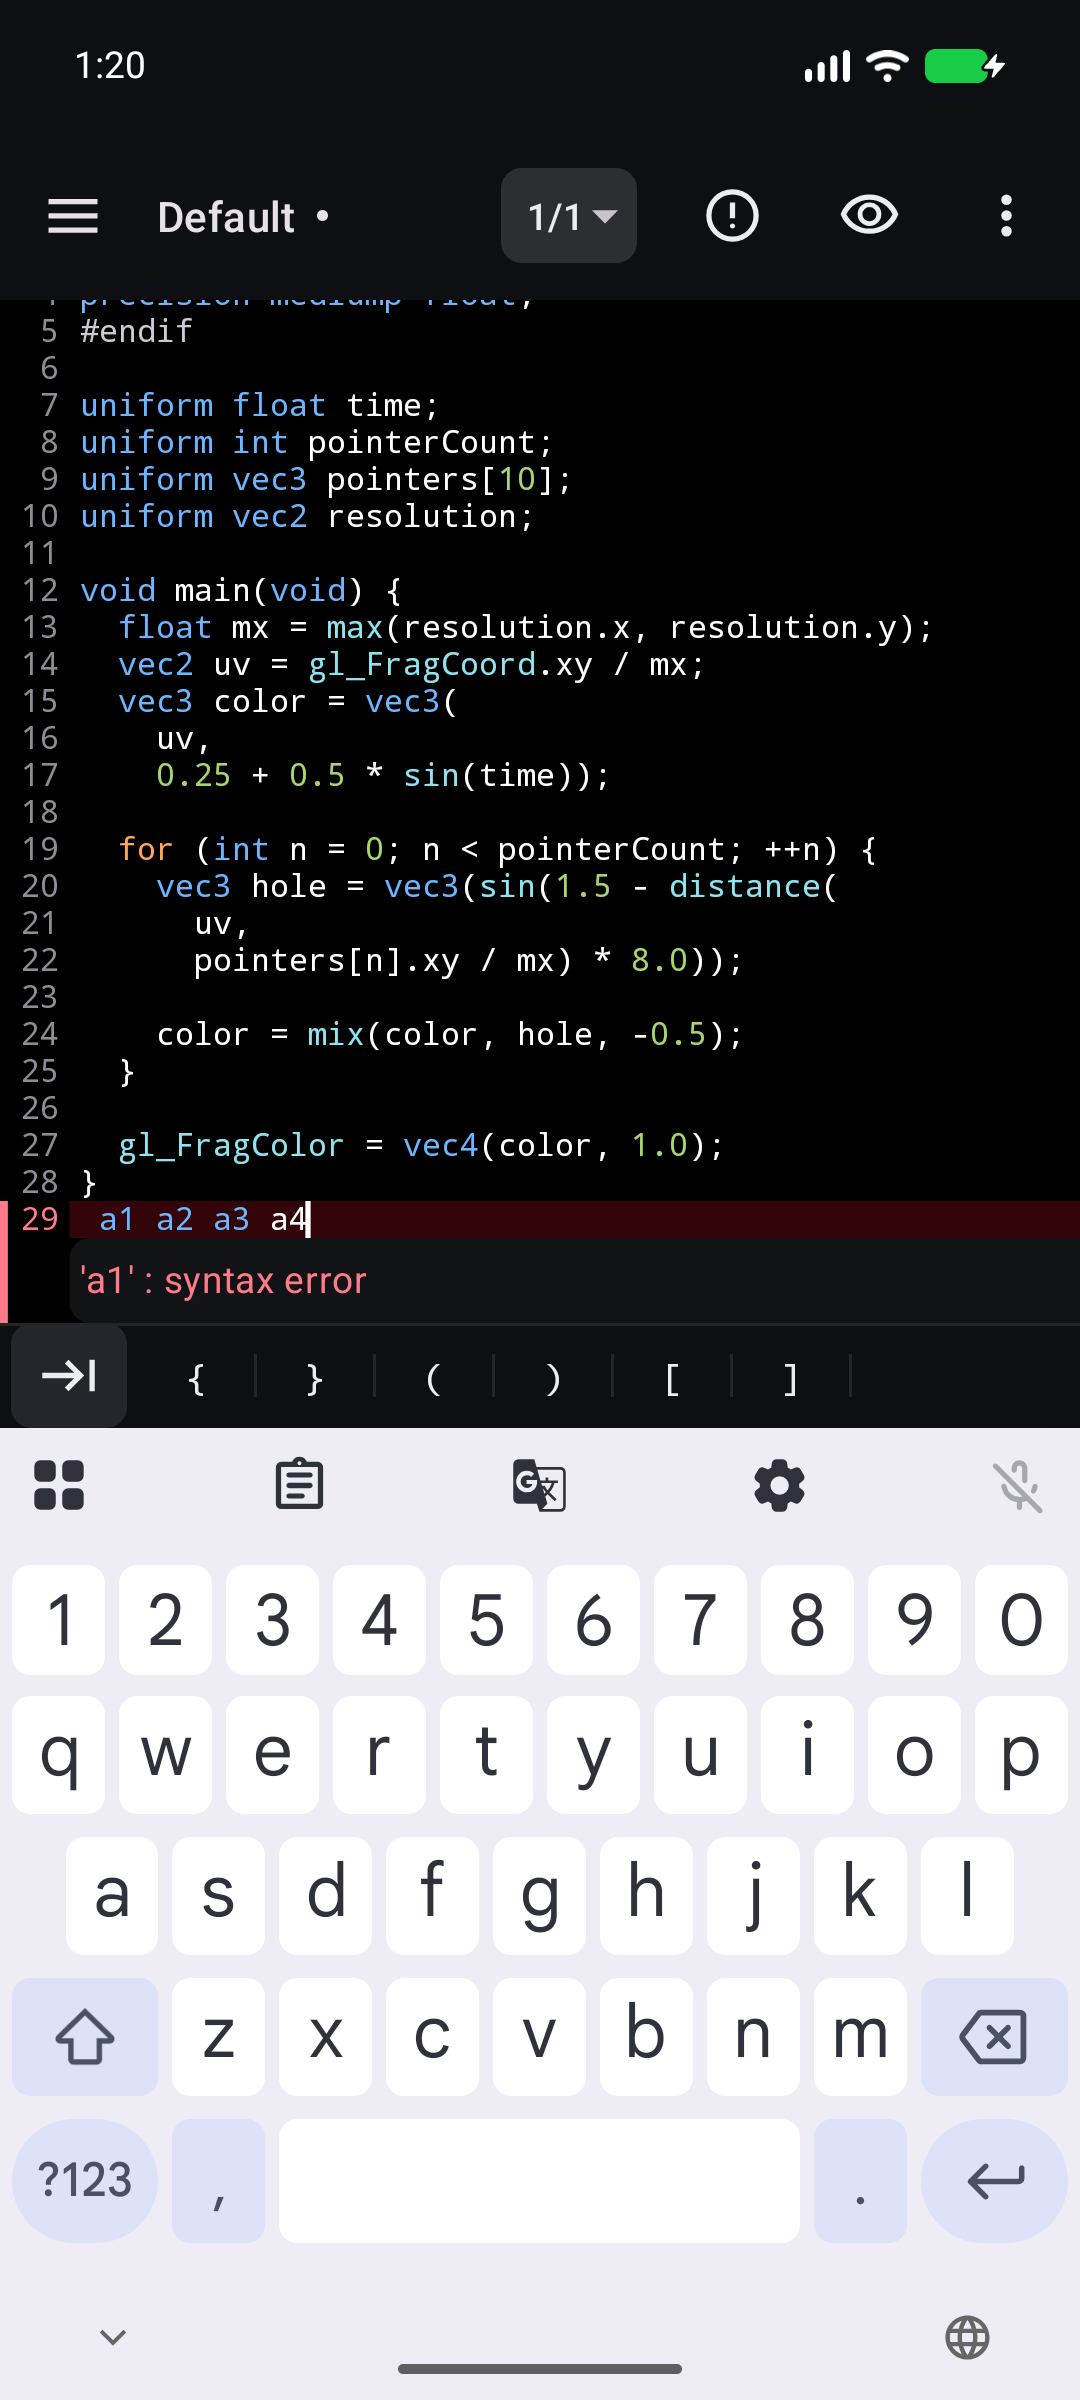 1:20
Default •
1/1
4 precision mediump float;
5 #endif
6
7 uniform float time;
8 uniform int pointerCount;
9 uniform vec3 pointers[10];
10 uniform vec2 resolution;
11
12 void main(void) {
13   float mx = max(resolution.x, resolution.y);
14   vec2 uv = gl_FragCoord.xy / mx;
15   vec3 color = vec3(
16     uv,
17     0.25 + 0.5 * sin(time));
18
19   for (int n = 0; n < pointerCount; ++n) {
20     vec3 hole = vec3(sin(1.5 - distance(
21       uv,
22       pointers[n].xy / mx) * 8.0));
23
24     color = mix(color, hole, -0.5);
25   }
26
27   gl_FragColor = vec4(color, 1.0);
28 }
29  a1 a2 a3 a4
'a1' : syntax error
{ } ( ) [ ]
1 2 3 4 5 6 7 8 9 0
q w e r t y u i o p
a s d f g h j k l
z x c v b n m
?123 , .